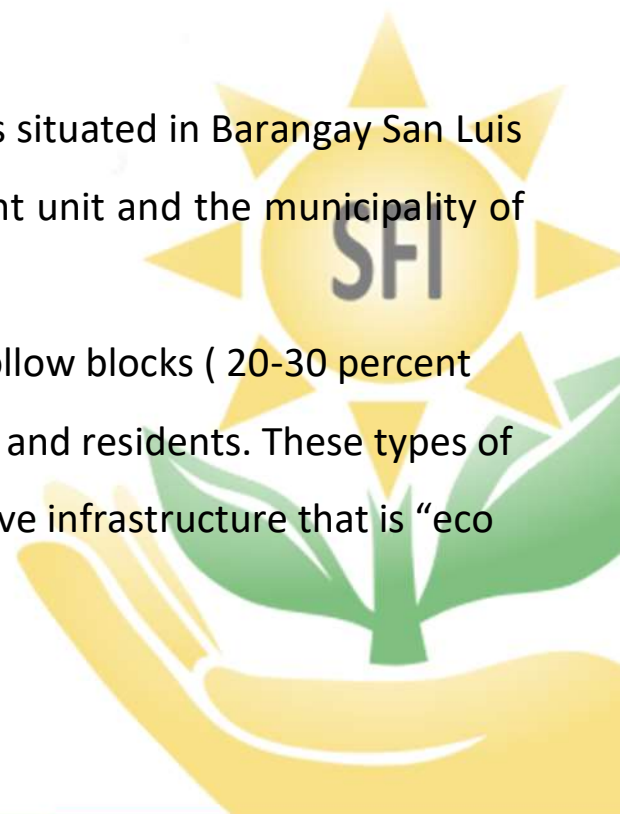 s situated in Barangay San Luis
nt unit and the municipality of
SFI
ollow blocks ( 20-30 percent
and residents. These types of
ve infrastructure that is “eco